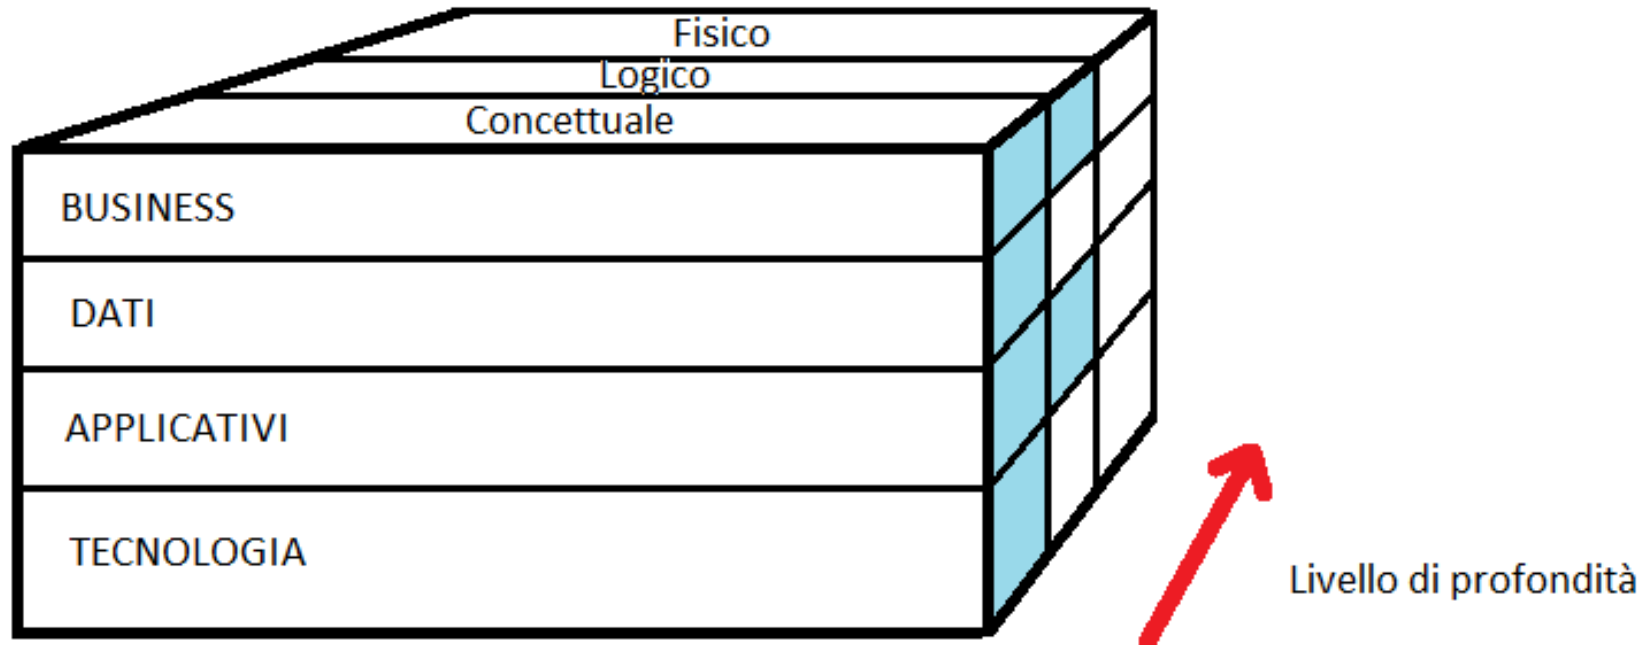 Fisico
Logico
Concettuale
BUSINESS
DATI
APPLICATIVI
TECNOLOGIA
Livello di profondità